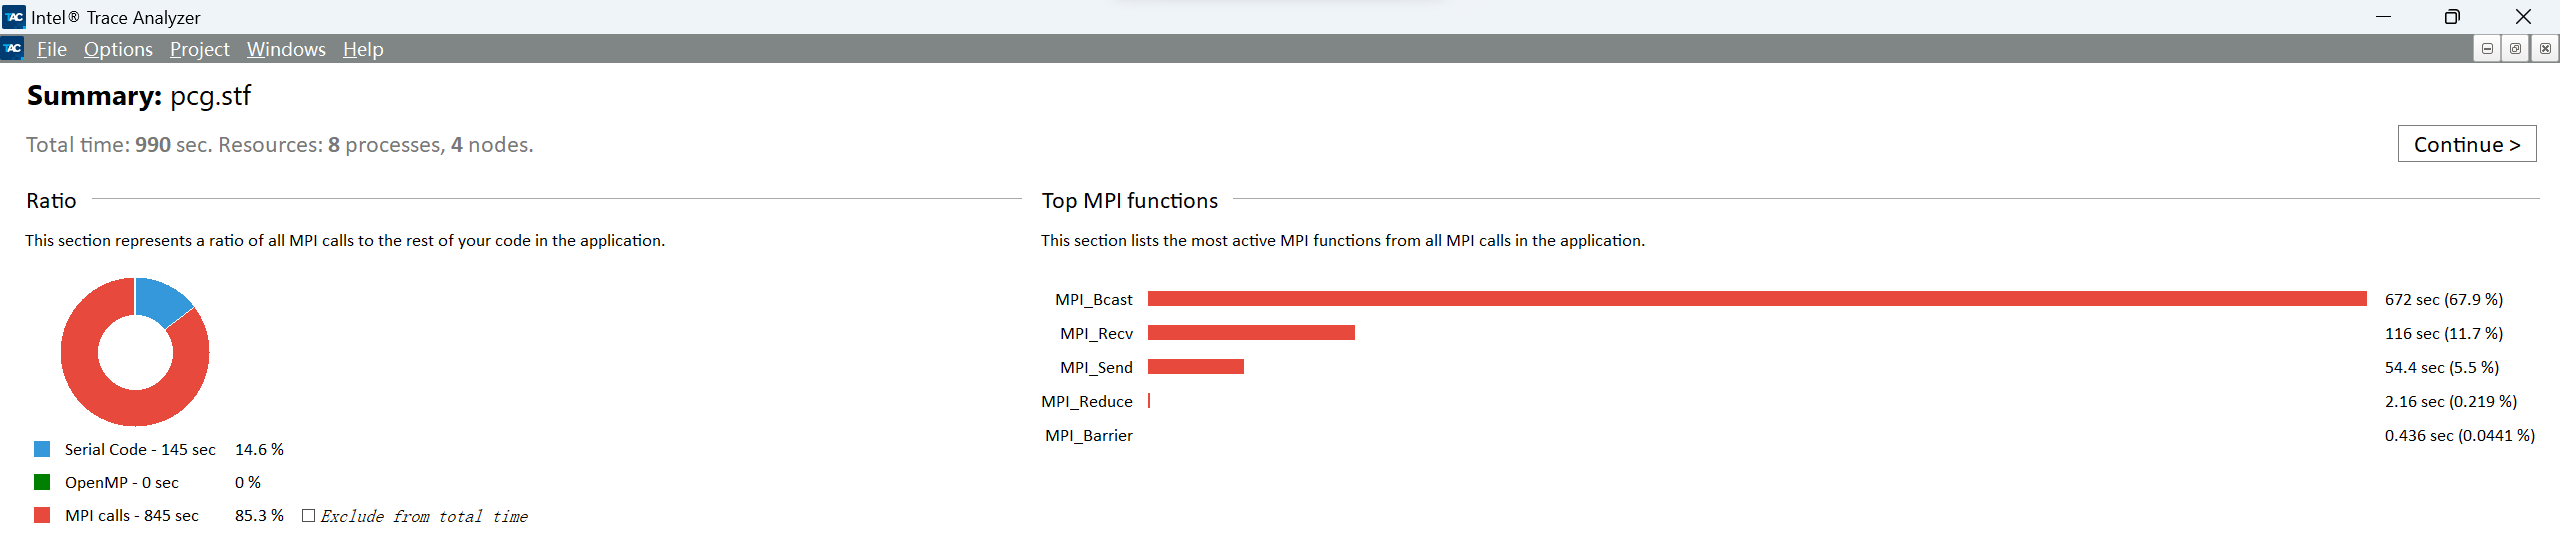 TAC Intel® Trace Analyzer
TAC File Options Project Windows Help
Summary: pcg.stf
Total time: 990 sec. Resources: 8 processes, 4 nodes.
Continue >
Ratio
This section represents a ratio of all MPI calls to the rest of your code in the application.
Serial Code - 145 sec 14.6 %
OpenMP - 0 sec 0 %
MPI calls - 845 sec 85.3 % Exclude from total time
Top MPI functions
This section lists the most active MPI functions from all MPI calls in the application.
MPI_Bcast 672 sec (67.9 %)
MPI_Recv 116 sec (11.7 %)
MPI_Send 54.4 sec (5.5 %)
MPI_Reduce 2.16 sec (0.219 %)
MPI_Barrier 0.436 sec (0.0441 %)